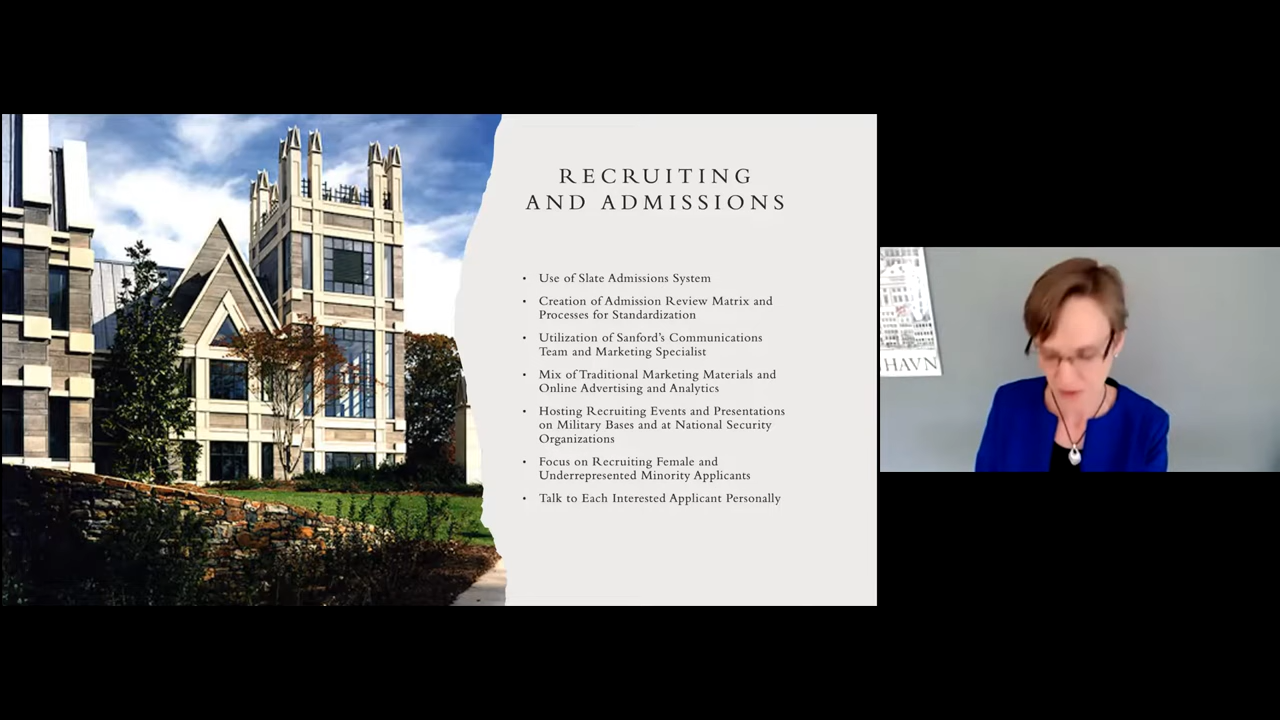 RECRUITING
AND ADMISSIONS
• Use of Slate Admissions System
• Creation of Admission Review Matrix and
Processes for Standardization
• Utilization of Sanford's Communications
Team and Marketing Specialist
• Mix of Traditional Marketing Materials and
Online Advertising and Analytics
• Hosting Recruiting Events and Presentations
on Military Bases and at National Security
Organizations
• Focus on Recruiting Female and
Underrepresented Minority Applicants
• Talk to Each Interested Applicant Personally
HAVN